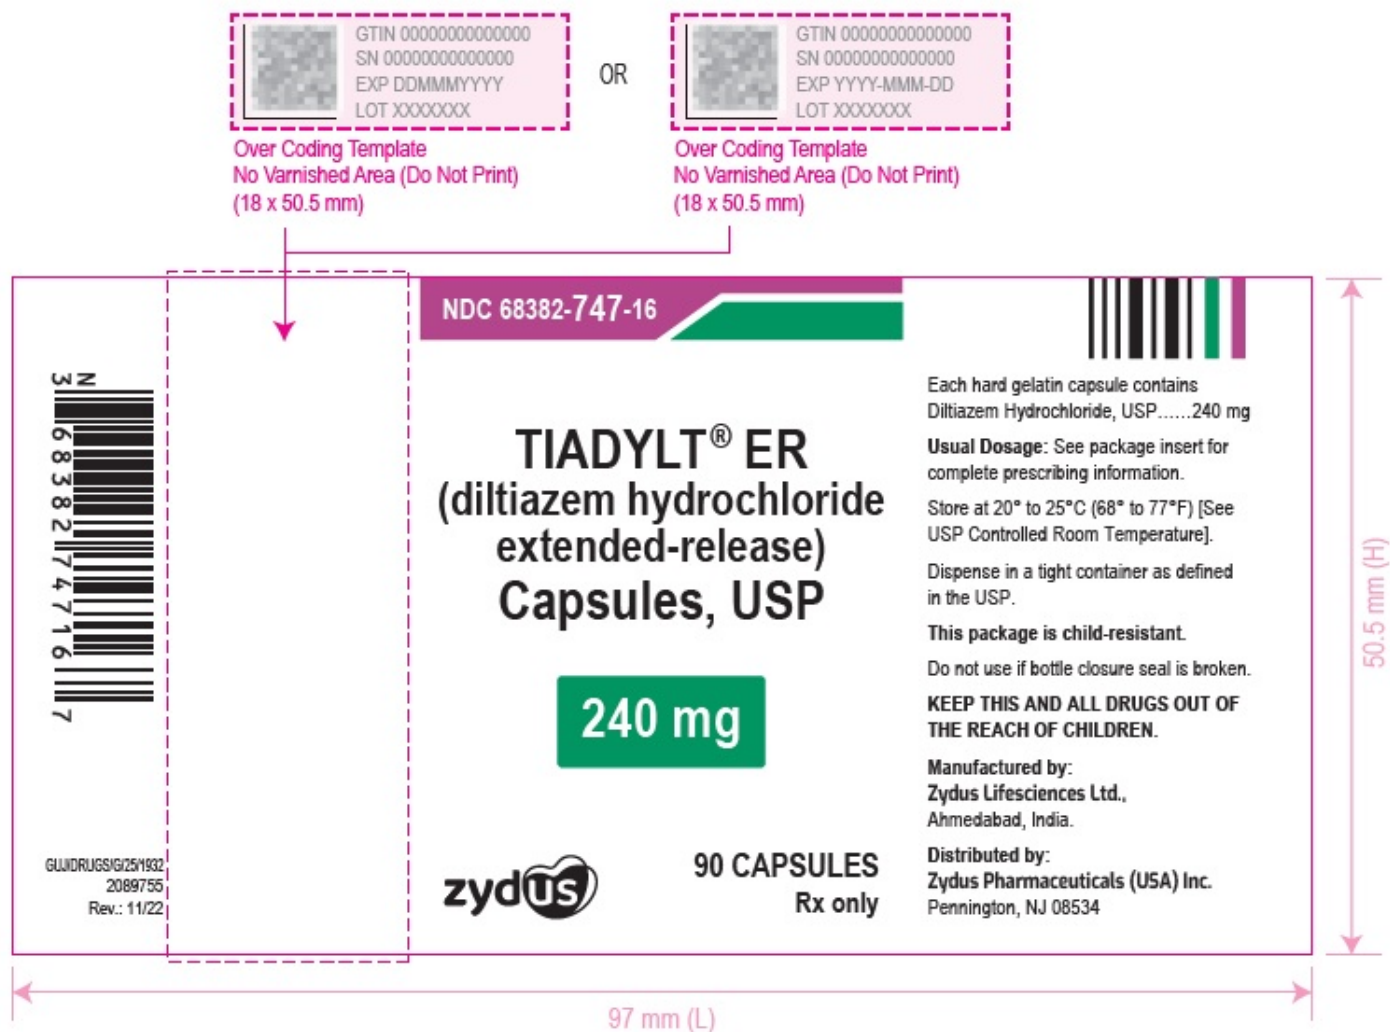 GTIN 00000000000000
SN 00000000000000
EXP DDMMMYYYY
LOT XXXXXXX
OR
GTIN 00000000000000
SN 00000000000000
EXP YYYY-MMM-DD
LOT XXXXXXX
Over Coding Template
No Varnished Area (Do Not Print)
(18 x 50.5 mm)
Over Coding Template
No Varnished Area (Do Not Print)
(18 x 50.5 mm)
N
3 68382 74716 7
GUJ/DRUGS/G/25/1932
2089755
Rev.: 11/22
NDC 68382-747-16
TIADYLT® ER
(diltiazem hydrochloride
extended-release)
Capsules, USP
240 mg
zydus
90 CAPSULES
Rx only
Each hard gelatin capsule contains
Diltiazem Hydrochloride, USP......240 mg
Usual Dosage: See package insert for
complete prescribing information.
Store at 20° to 25°C (68° to 77°F) [See
USP Controlled Room Temperature].
Dispense in a tight container as defined
in the USP.
This package is child-resistant.
Do not use if bottle closure seal is broken.
KEEP THIS AND ALL DRUGS OUT OF
THE REACH OF CHILDREN.
Manufactured by:
Zydus Lifesciences Ltd.,
Ahmedabad, India.
Distributed by:
Zydus Pharmaceuticals (USA) Inc.
Pennington, NJ 08534
50.5 mm (H)
97 mm (L)